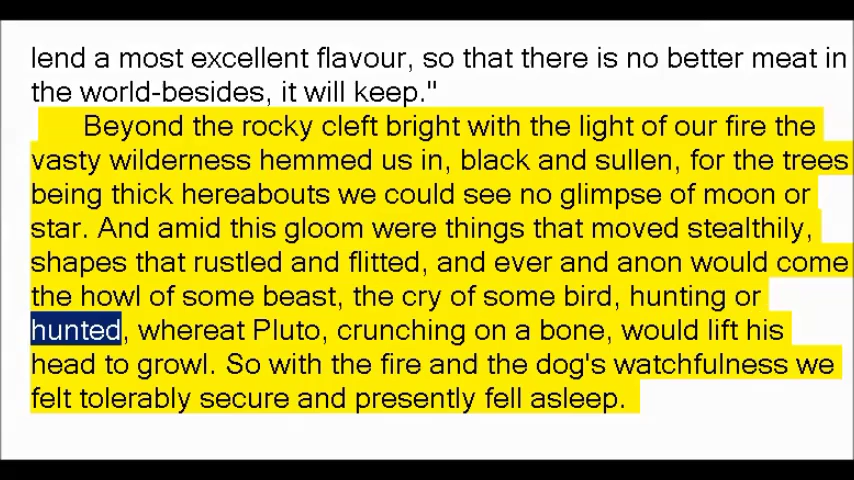 lend a most excellent flavour, so that there is no better meat in
the world-besides, it will keep."
Beyond the rocky cleft bright with the light of our fire the
vasty wilderness hemmed us in, black and sullen, for the trees
being thick hereabouts we could see no glimpse of moon or
star. And amid this gloom were things that moved stealthily,
shapes that rustled and flitted, and ever and anon would come
the howl of some beast, the cry of some bird, hunting or
hunted, whereat Pluto, crunching on a bone, would lift his
head to growl. So with the fire and the dog's watchfulness we
felt tolerably secure and presently fell asleep.